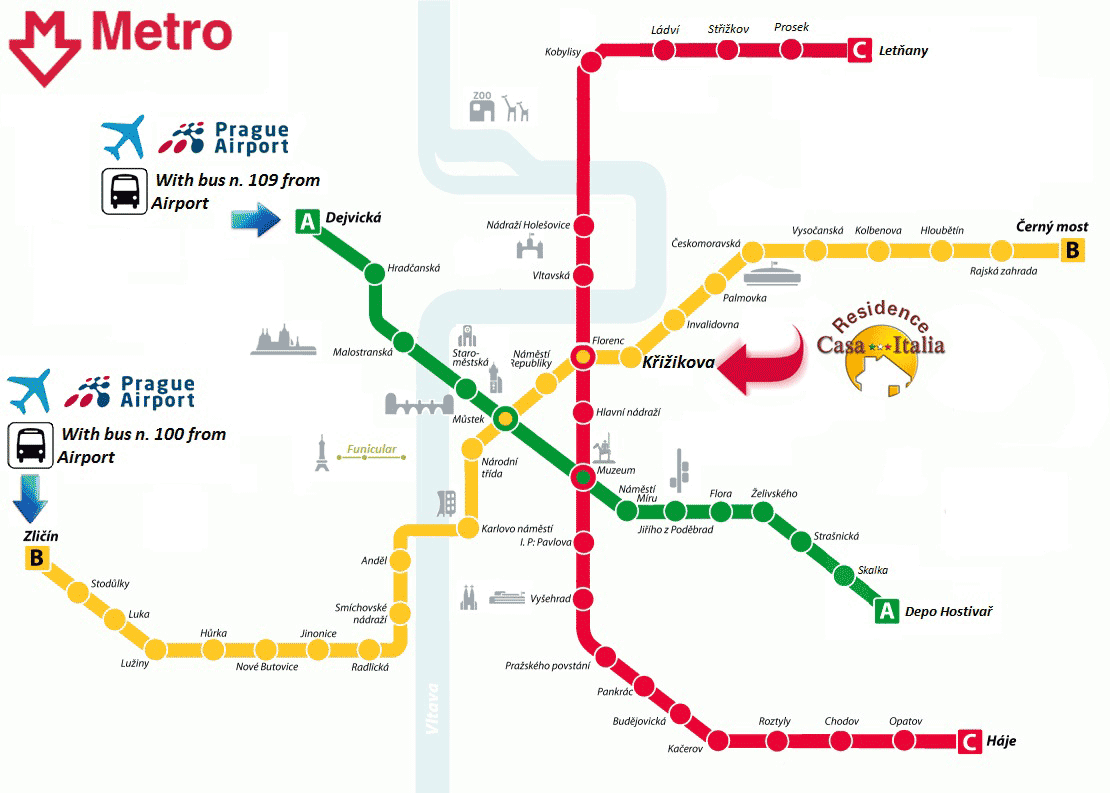 Metro
Prague
Airport
With bus n. 109 from
Airport
A
Dejvická
Hradčanská
Malostranská
Staro-
městská
Můstek
Muzeum
Náměstí
Míru
Jiřího z Poděbrad
Flora
Želivského
Strašnická
Skalka
A
Depo Hostivař
Prague
Airport
With bus n. 100 from
Airport
Zličín
B
Stodůlky
Luka
Lužiny
Hůrka
Nové Butovice
Jinonice
Radlická
Smíchovské
nádraží
Anděl
Karlovo náměstí
Národní
třída
Náměstí
Republiky
Florenc
Křižikova
Invalidovna
Palmovka
Českomoravská
Vysočanská
Kolbenova
Hloubětín
Rajská zahrada
Černý most
B
Residence
Casa Italia
C
Letňany
Prosek
Střížkov
Ládví
Kobylisy
ZOO
Nádraží Holešovice
Vltavská
Hlavní nádraží
I. P: Pavlova
Vyšehrad
Pražského povstání
Pankrác
Budějovická
Kačerov
Roztyly
Chodov
Opatov
C
Háje
Funicular
Vltava